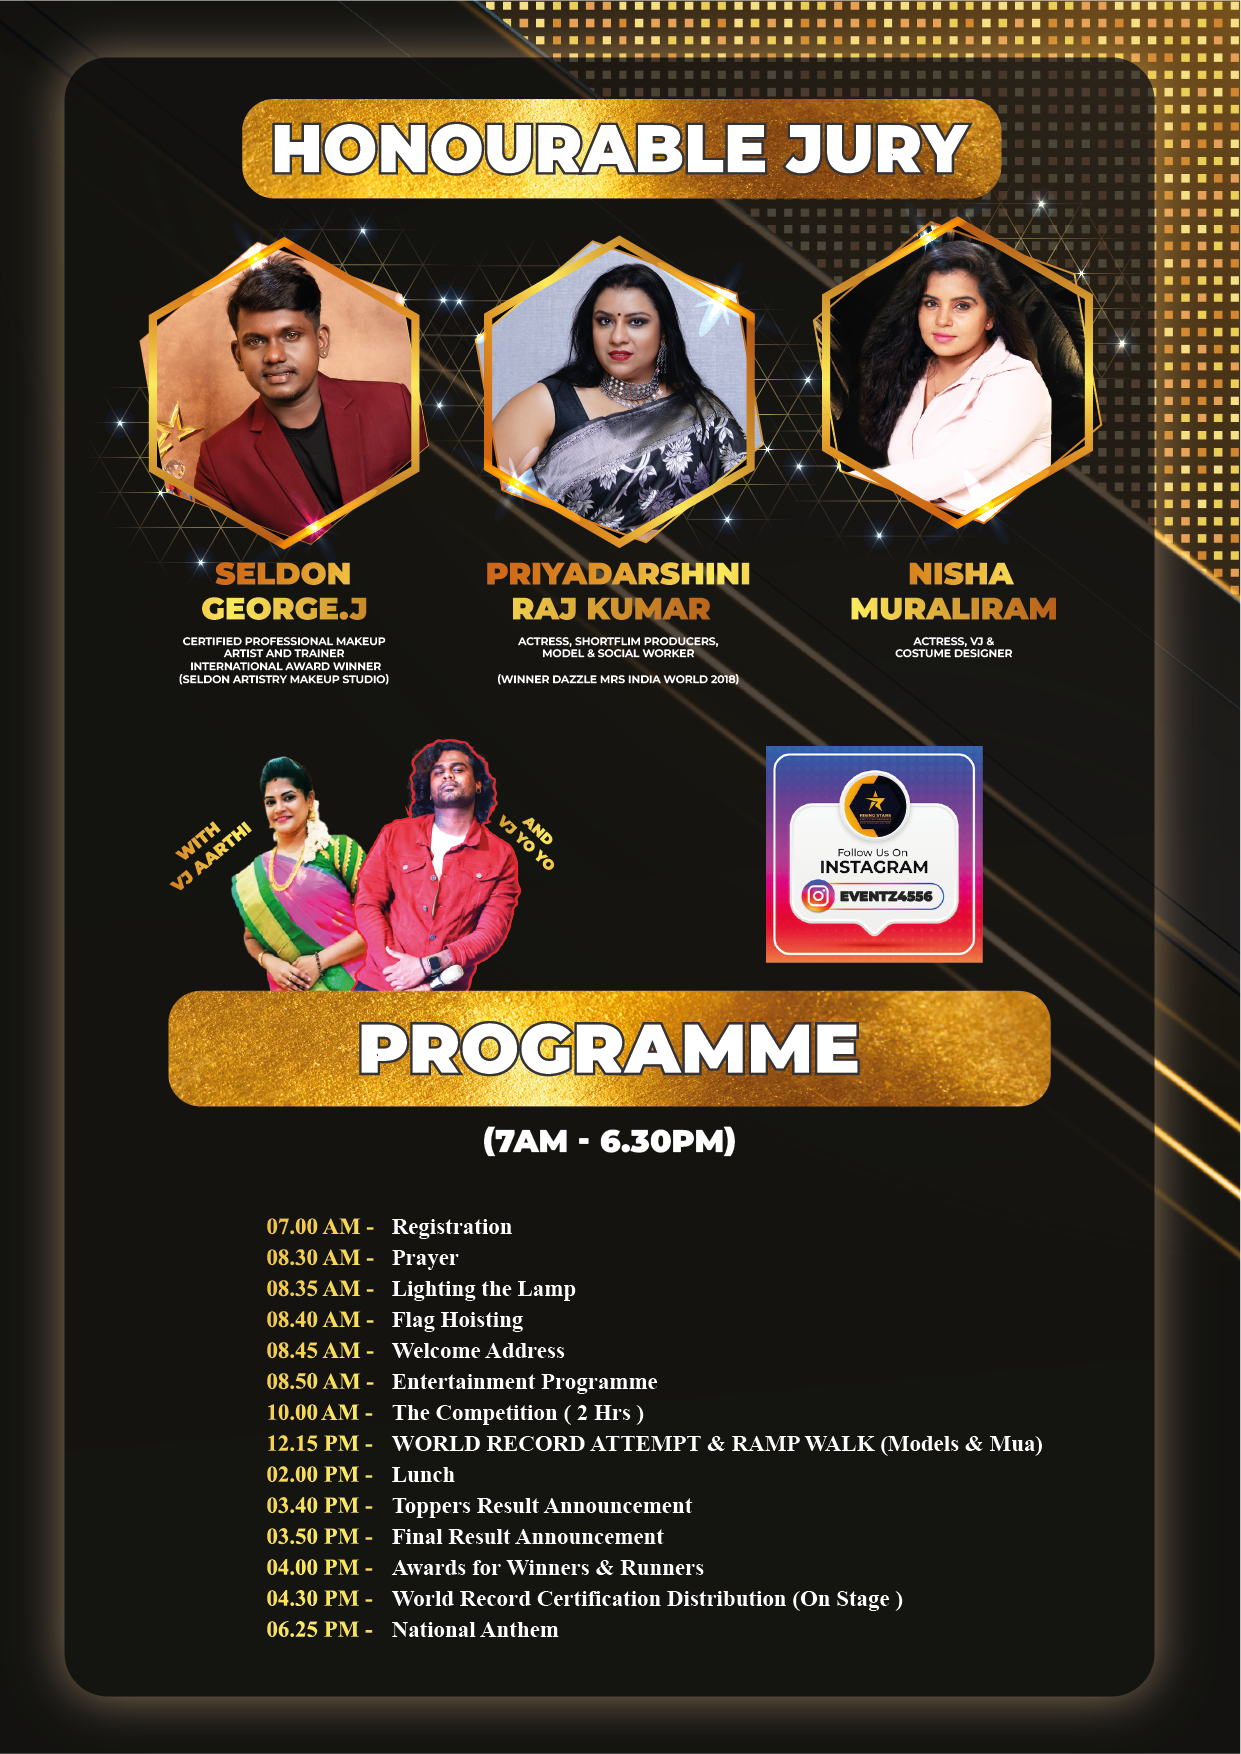 HONOURABLE JURY
SELDON
GEORGE.J
CERTIFIED PROFESSIONAL MAKEUP
ARTIST AND TRAINER
INTERNATIONAL AWARD WINNER
(SELDON ARTISTRY MAKEUP STUDIO)
PRIYADARSHINI
RAJ KUMAR
ACTRESS, SHORTFLIM PRODUCERS,
MODEL & SOCIAL WORKER
(WINNER DAZZLE MRS INDIA WORLD 2018)
NISHA
MURALIRAM
ACTRESS, VJ &
COSTUME DESIGNER
WITH
VJ AARTHI
AND
VJ YO YO
RISING STARS
Follow Us On
INSTAGRAM
EVENTZ4556
PROGRAMME
(7AM - 6.30PM)
07.00 AM - Registration
08.30 AM - Prayer
08.35 AM - Lighting the Lamp
08.40 AM - Flag Hoisting
08.45 AM - Welcome Address
08.50 AM - Entertainment Programme
10.00 AM - The Competition ( 2 Hrs )
12.15 PM - WORLD RECORD ATTEMPT & RAMP WALK (Models & Mua)
02.00 PM - Lunch
03.40 PM - Toppers Result Announcement
03.50 PM - Final Result Announcement
04.00 PM - Awards for Winners & Runners
04.30 PM - World Record Certification Distribution (On Stage )
06.25 PM - National Anthem